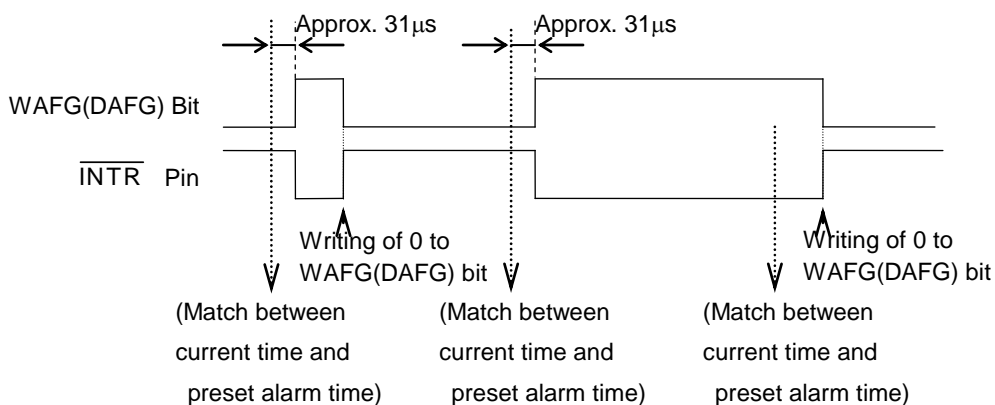 Approx. 31μs
Approx. 31μs
WAFG(DAFG) Bit
INTR Pin
Writing of 0 to
WAFG(DAFG) bit
Writing of 0 to
WAFG(DAFG) bit
(Match between
current time and
preset alarm time)
(Match between
current time and
preset alarm time)
(Match between
current time and
preset alarm time)